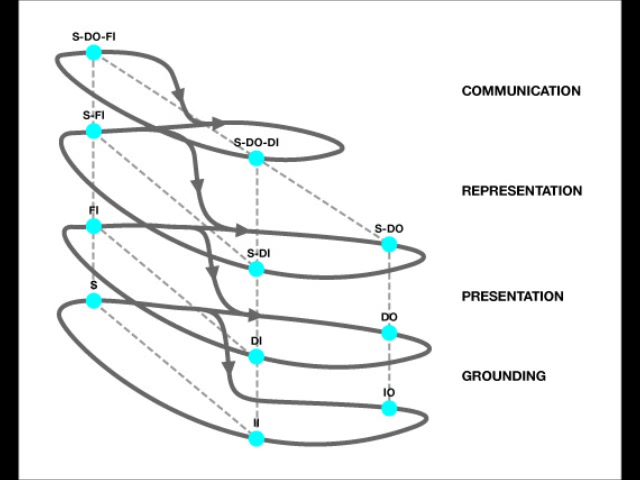 S-DO-FI
COMMUNICATION
S-FI
S-DO-DI
REPRESENTATION
FI
S-DO
S-DI
S
PRESENTATION
DO
DI
GROUNDING
IO
II